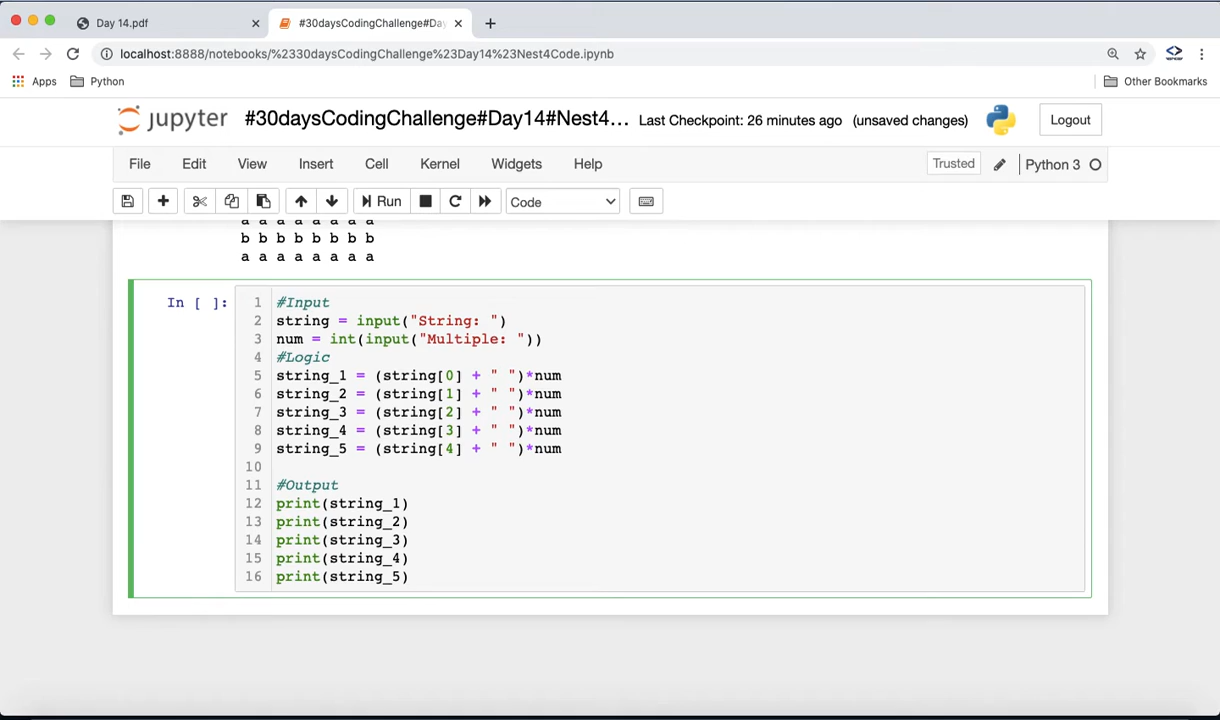 Day 14.pdf
#30daysCodingChallenge#Day
localhost:8888/notebooks/%2330daysCodingChallenge%23Day14%23Nest4Code.ipynb
Apps Python Other Bookmarks
jupyter #30daysCodingChallenge#Day14#Nest4... Last Checkpoint: 26 minutes ago (unsaved changes) Logout
File Edit View Insert Cell Kernel Widgets Help Trusted Python 3
Run Code
a a a a a a a a
b b b b b b b b
a a a a a a a a
In [ ]: 1 #Input
2 string = input("String: ")
3 num = int(input("Multiple: "))
4 #Logic
5 string_1 = (string[0] + " ")*num
6 string_2 = (string[1] + " ")*num
7 string_3 = (string[2] + " ")*num
8 string_4 = (string[3] + " ")*num
9 string_5 = (string[4] + " ")*num
10
11 #Output
12 print(string_1)
13 print(string_2)
14 print(string_3)
15 print(string_4)
16 print(string_5)